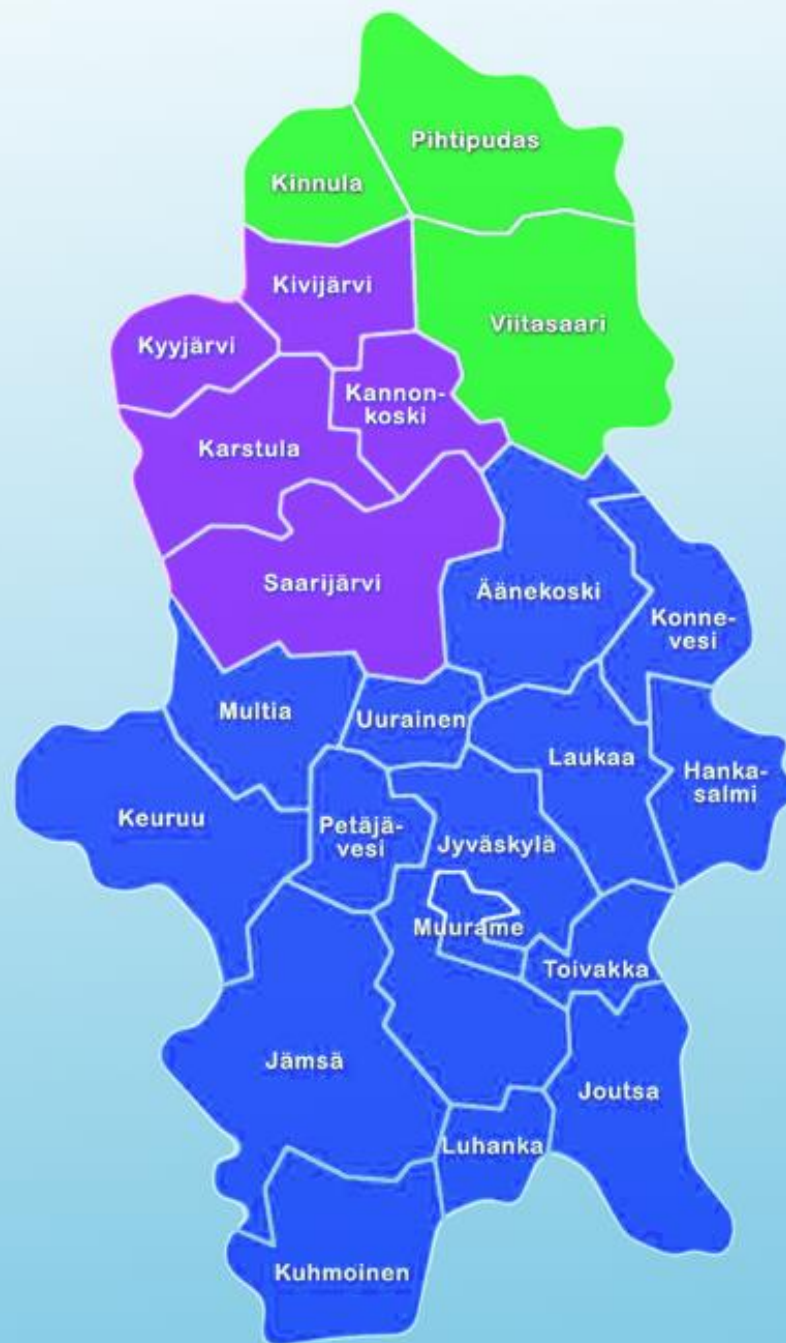 Pihtipudas
Kinnula
Kivijärvi
Viitasaari
Kyyjärvi
Kannon-
koski
Karstula
Saarijärvi
Äänekoski
Konne-
vesi
Multia
Uurainen
Laukaa
Hanka-
salmi
Keuruu
Petäjä-
vesi
Jyväskylä
Muurame
Toivakka
Jämsä
Joutsa
Luhanka
Kuhmoinen